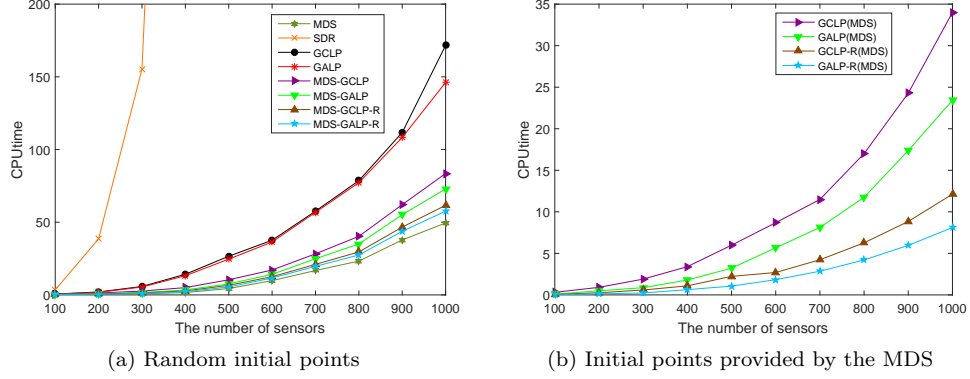 200
150
100
50
0
CPUtime
100 200 300 400 500 600 700 800 900 1000
The number of sensors
MDS
SDR
GCLP
GALP
MDS-GCLP
MDS-GALP
MDS-GCLP-R
MDS-GALP-R
(a) Random initial points
35
30
25
20
15
10
5
0
CPUtime
100 200 300 400 500 600 700 800 900 1000
The number of sensors
GCLP(MDS)
GALP(MDS)
GCLP-R(MDS)
GALP-R(MDS)
(b) Initial points provided by the MDS